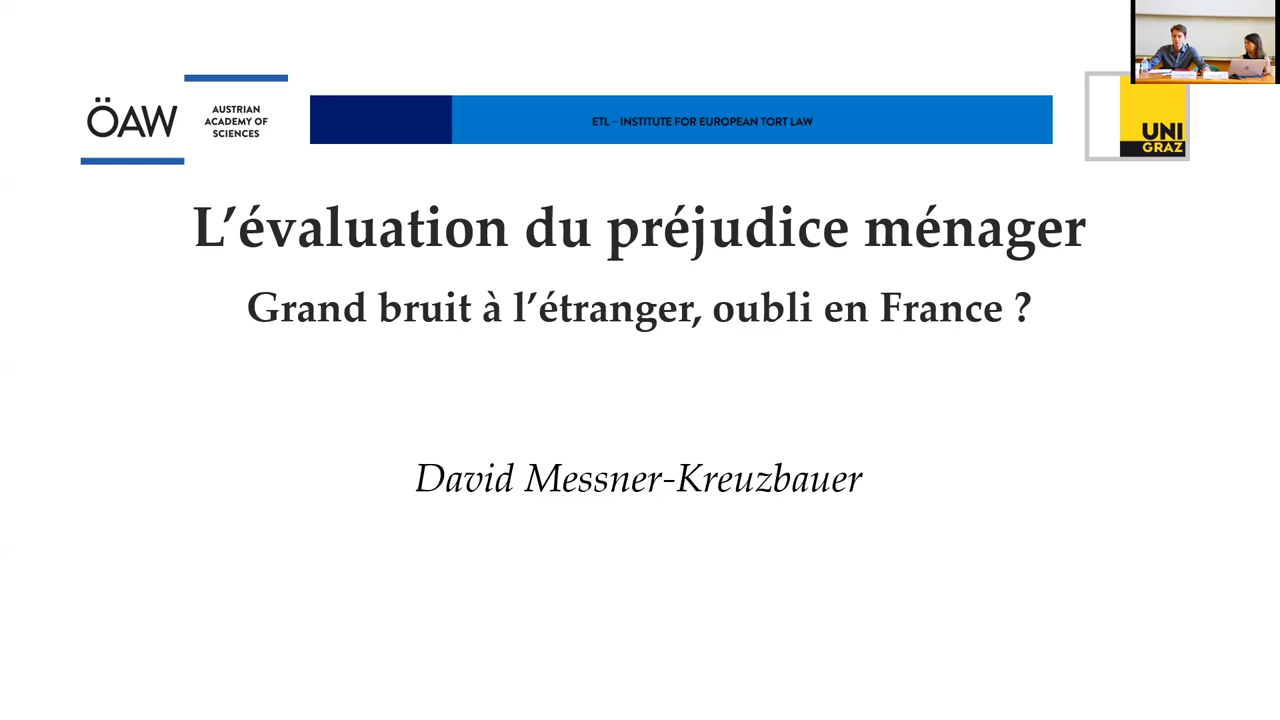 ÖAW
AUSTRIAN
ACADEMY OF
SCIENCES
ETL – INSTITUTE FOR EUROPEAN TORT LAW
UNI
GRAZ
L’évaluation du préjudice ménager
Grand bruit à l’étranger, oubli en France ?
David Messner-Kreuzbauer